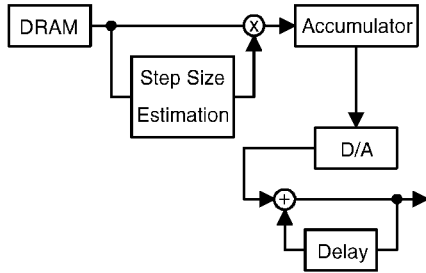 DRAM
x
Accumulator
Step Size
Estimation
D/A
+
Delay